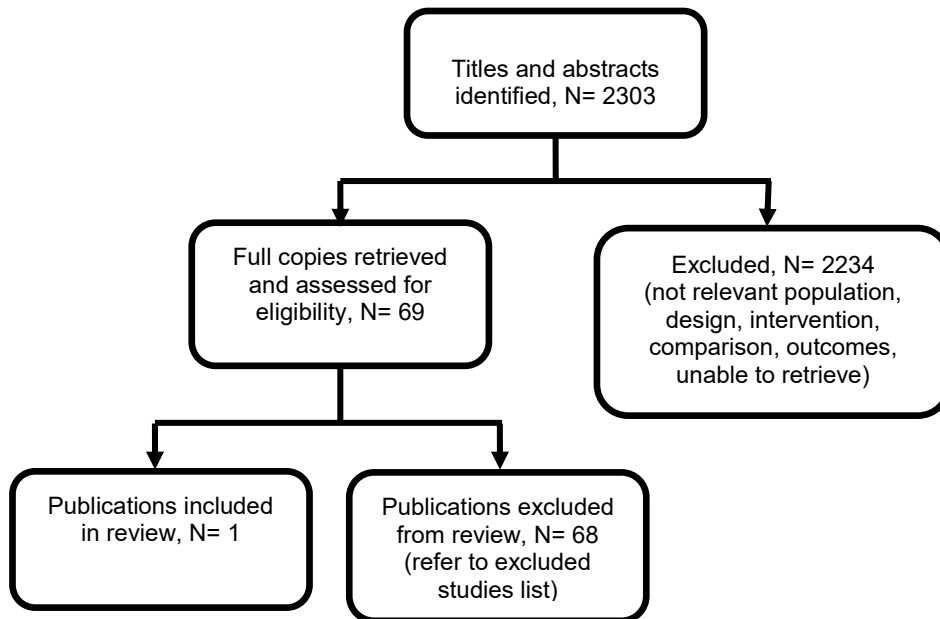 Titles and abstracts
identified, N= 2303
Full copies retrieved
and assessed for
eligibility, N= 69
Excluded, N= 2234
(not relevant population,
design, intervention,
comparison, outcomes,
unable to retrieve)
Publications included
in review, N= 1
Publications excluded
from review, N= 68
(refer to excluded
studies list)